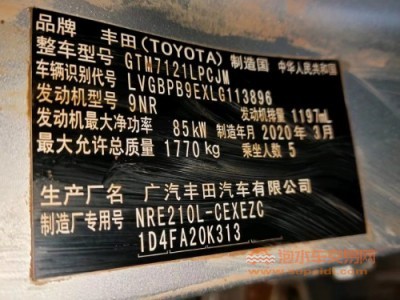 品牌 丰田(TOYOTA) 制造国 中华人民共和国
整车型号 GTM7121LPCJM
车辆识别代号 LVGBPB9EXLG113896
发动机型号 9NR 发动机排量 1197mL
发动机最大净功率 85kW 制造年月 2020年3月
最大允许总质量 1770kg 乘坐人数 5
生产厂名 广汽丰田汽车有限公司
制造厂专用号 NRE210L-CEXEZC
1D4FA20K313